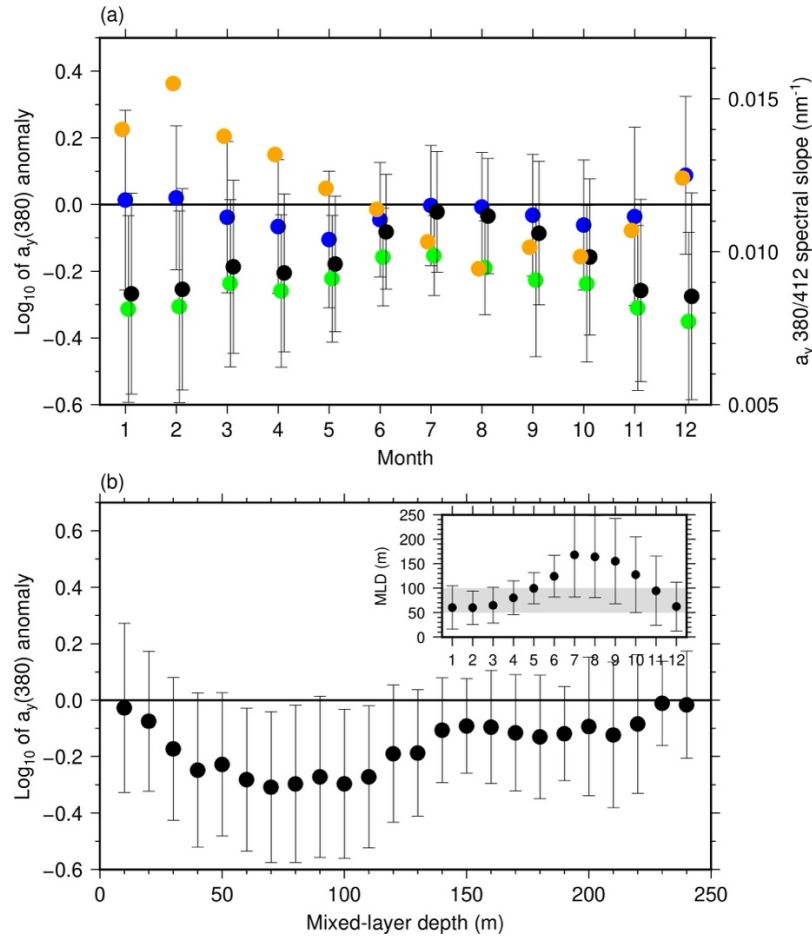 (a)
Log10 of ay(380) anomaly
0.4
0.2
0.0
−0.2
−0.4
−0.6
0.015
0.010
0.005
ay 380/412 spectral slope (nm-1)
1 2 3 4 5 6 7 8 9 10 11 12
Month
(b)
Log10 of ay(380) anomaly
0.6
0.4
0.2
0.0
−0.2
−0.4
−0.6
MLD (m)
250
200
150
100
50
0
1 2 3 4 5 6 7 8 9 10 11 12
0 50 100 150 200 250
Mixed-layer depth (m)